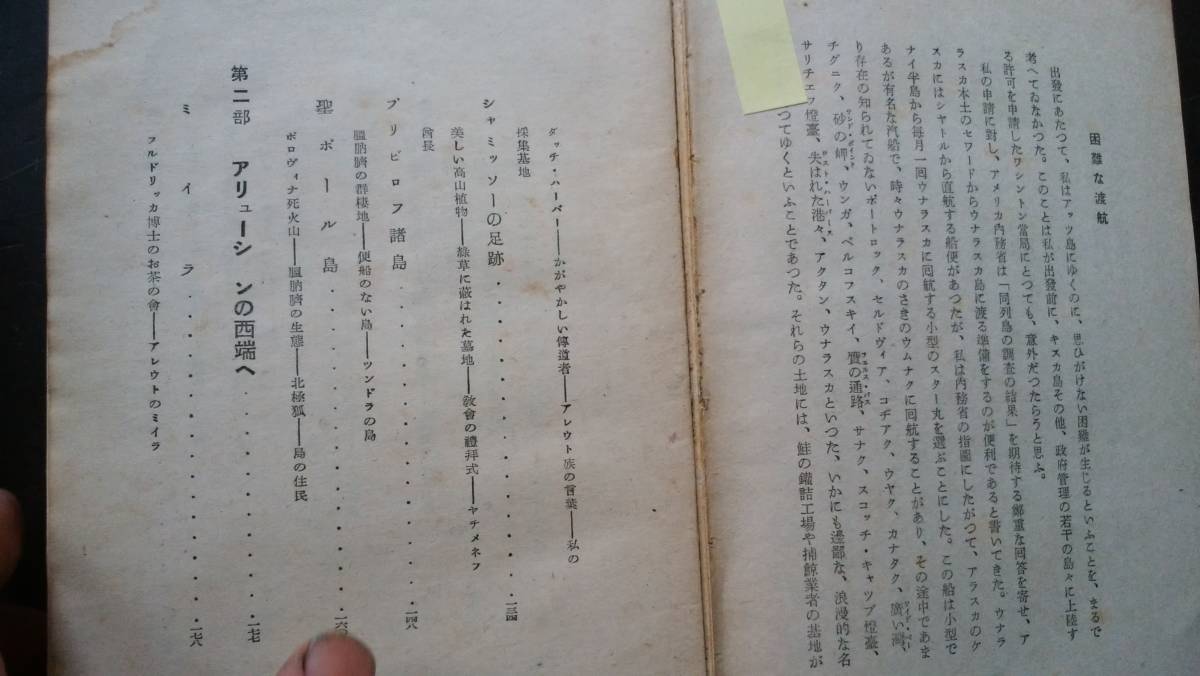 困難な渡航
出發にあたつて、私はアッツ島にゆくのに、思ひがけない困難が生じるといふことを、まるで
考へてゐなかつた。このことは私が出發前に、キスカ島その他、政府管理の若干の島々に上陸す
る許可を申請したワシントン當局にとつても、意外だつたらうと思ふ。
私の申請に對し、アメリカ內務省は「同列島の調査の結果」を期待する鄭重な回答を寄せ、ア
ラスカ本土のセワードからウナラスカ島に渡る準備をするのが便利であると書いてきた。ウナラ
スカにはシヤトルから直航する船便があつたが、私は內務省の指圖にしたがつて、アラスカのケ
ナイ半島から每月一回ウナラスカに囘航する小型のスター丸を選ぶことにした。この船は小型で
あるが有名な汽船で、時々ウナラスカのさきのウムナクに囘航することがあり、その途中であま
り存在の知られてゐないポートロック、セルドヴィア、コヂアク、ウヤク、カナタク、廣い灣、
チグニク、砂の岬、ウンガ、ベルコフスキイ、贋の通路、サナク、スコッチ・キャップ燈臺、
サリチエフ燈臺、失はれた港々、アクタン、ウナラスカといつた、いかにも邊鄙な、浪漫的な名
つてゆくといふことであつた。それらの土地には、鮭の鑵詰工場や捕鯨業者の基地が
ダッチ・ハーバー——かがやかしい傳道者——アレウト族の言葉——私の
採集基地
シャミッソーの足跡・・・・・・・・・・一三四
美しい高山植物——綠草に蔽はれた墓地——敎會の禮拜式——ヤチメネフ
酋長
プリビロフ諸島・・・・・・・・・・一四八
膃肭臍の群棲地——便船のない島——ツンドラの島
聖ポール島・・・・・・・・・・一六
ボロヴィナ死火山——膃肭臍の生態——北極狐——島の住民
第二部 アリューシンの西端へ・・・・・・・・・・一七
ミイラ・・・・・・・・・・一七八
フルドリッカ博士のお茶の會——アレウトのミイラ